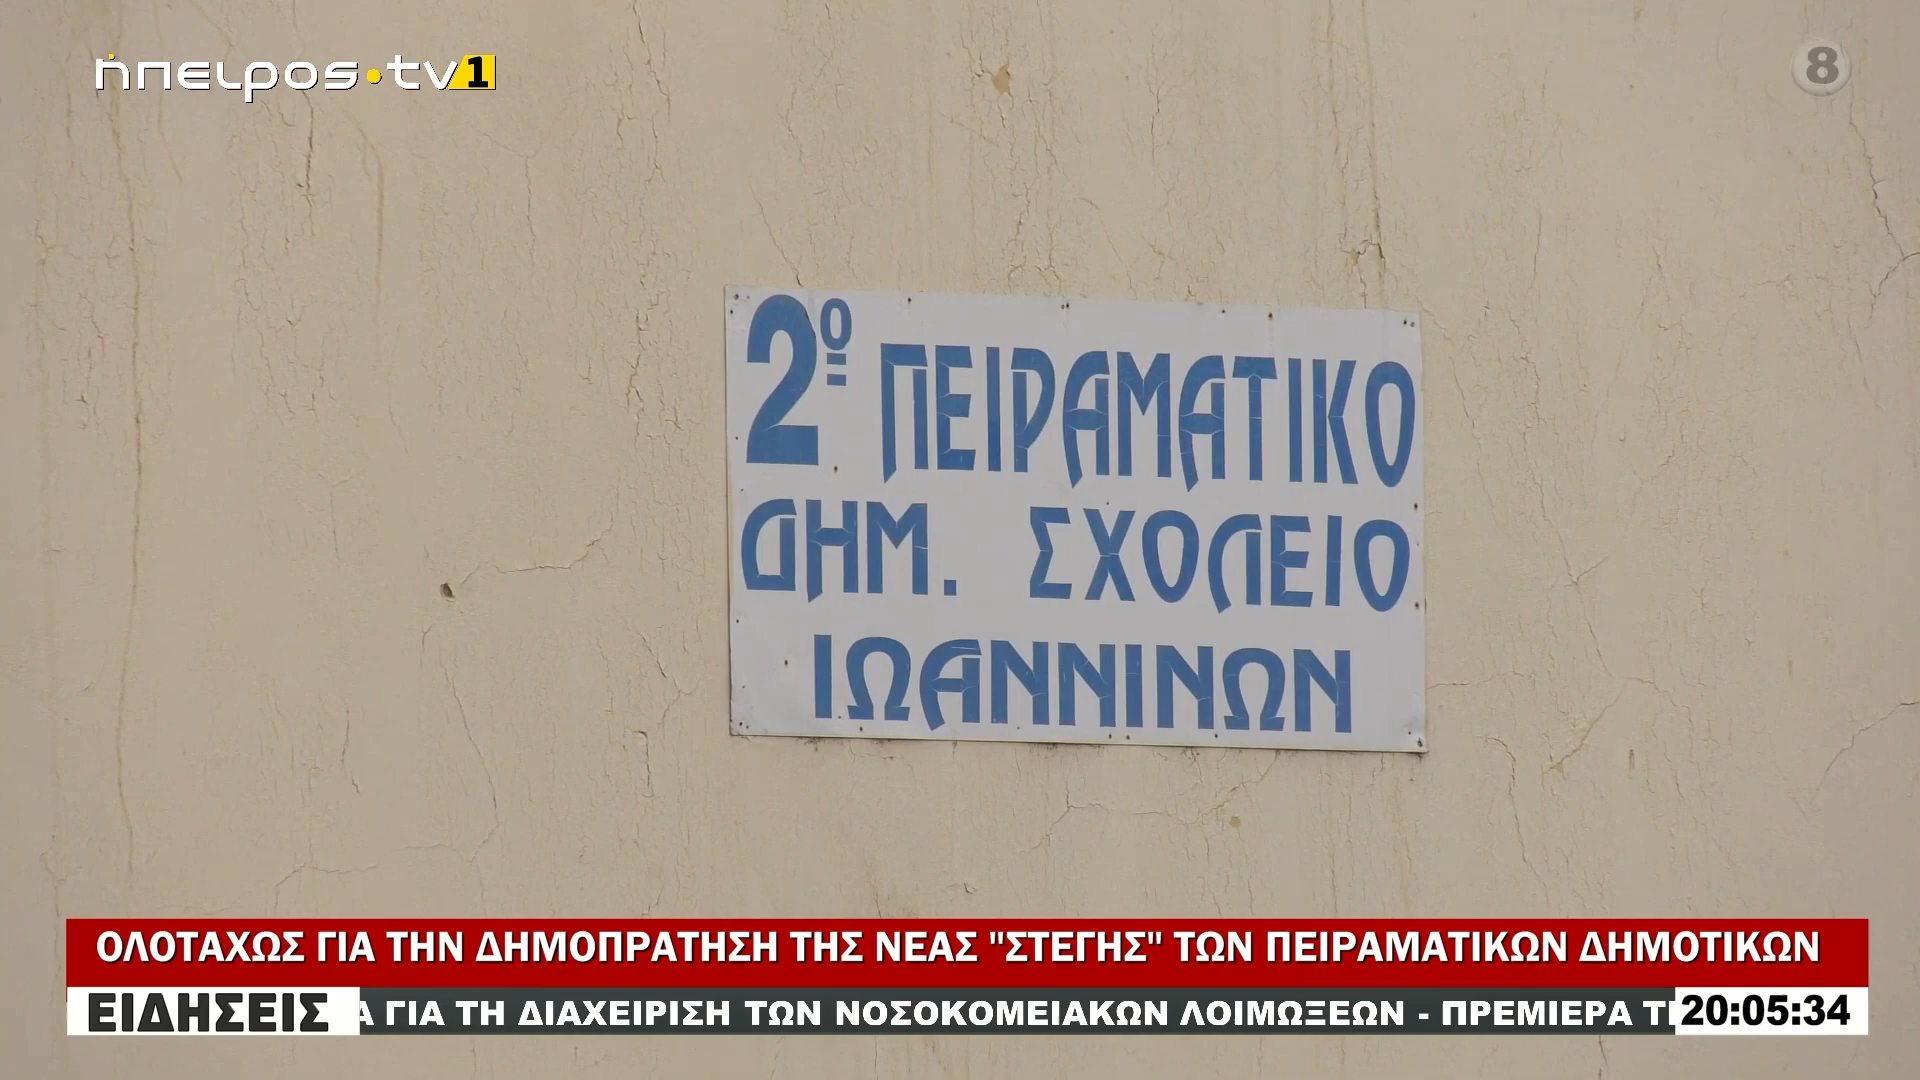 ήπειρος·tv1
8
2º ΠΕΙΡΑΜΑΤΙΚΟ
ΔΗΜ. ΣΧΟΛΕΙΟ
ΙΩΑΝΝΙΝΩΝ
ΟΛΟΤΑΧΩΣ ΓΙΑ ΤΗΝ ΔΗΜΟΠΡΑΤΗΣΗ ΤΗΣ ΝΕΑΣ "ΣΤΕΓΗΣ" ΤΩΝ ΠΕΙΡΑΜΑΤΙΚΩΝ ΔΗΜΟΤΙΚΩΝ
ΕΙΔΗΣΕΙΣ Α ΓΙΑ ΤΗ ΔΙΑΧΕΙΡΙΣΗ ΤΩΝ ΝΟΣΟΚΟΜΕΙΑΚΩΝ ΛΟΙΜΩΞΕΩΝ - ΠΡΕΜΙΕΡΑ 20:05:34